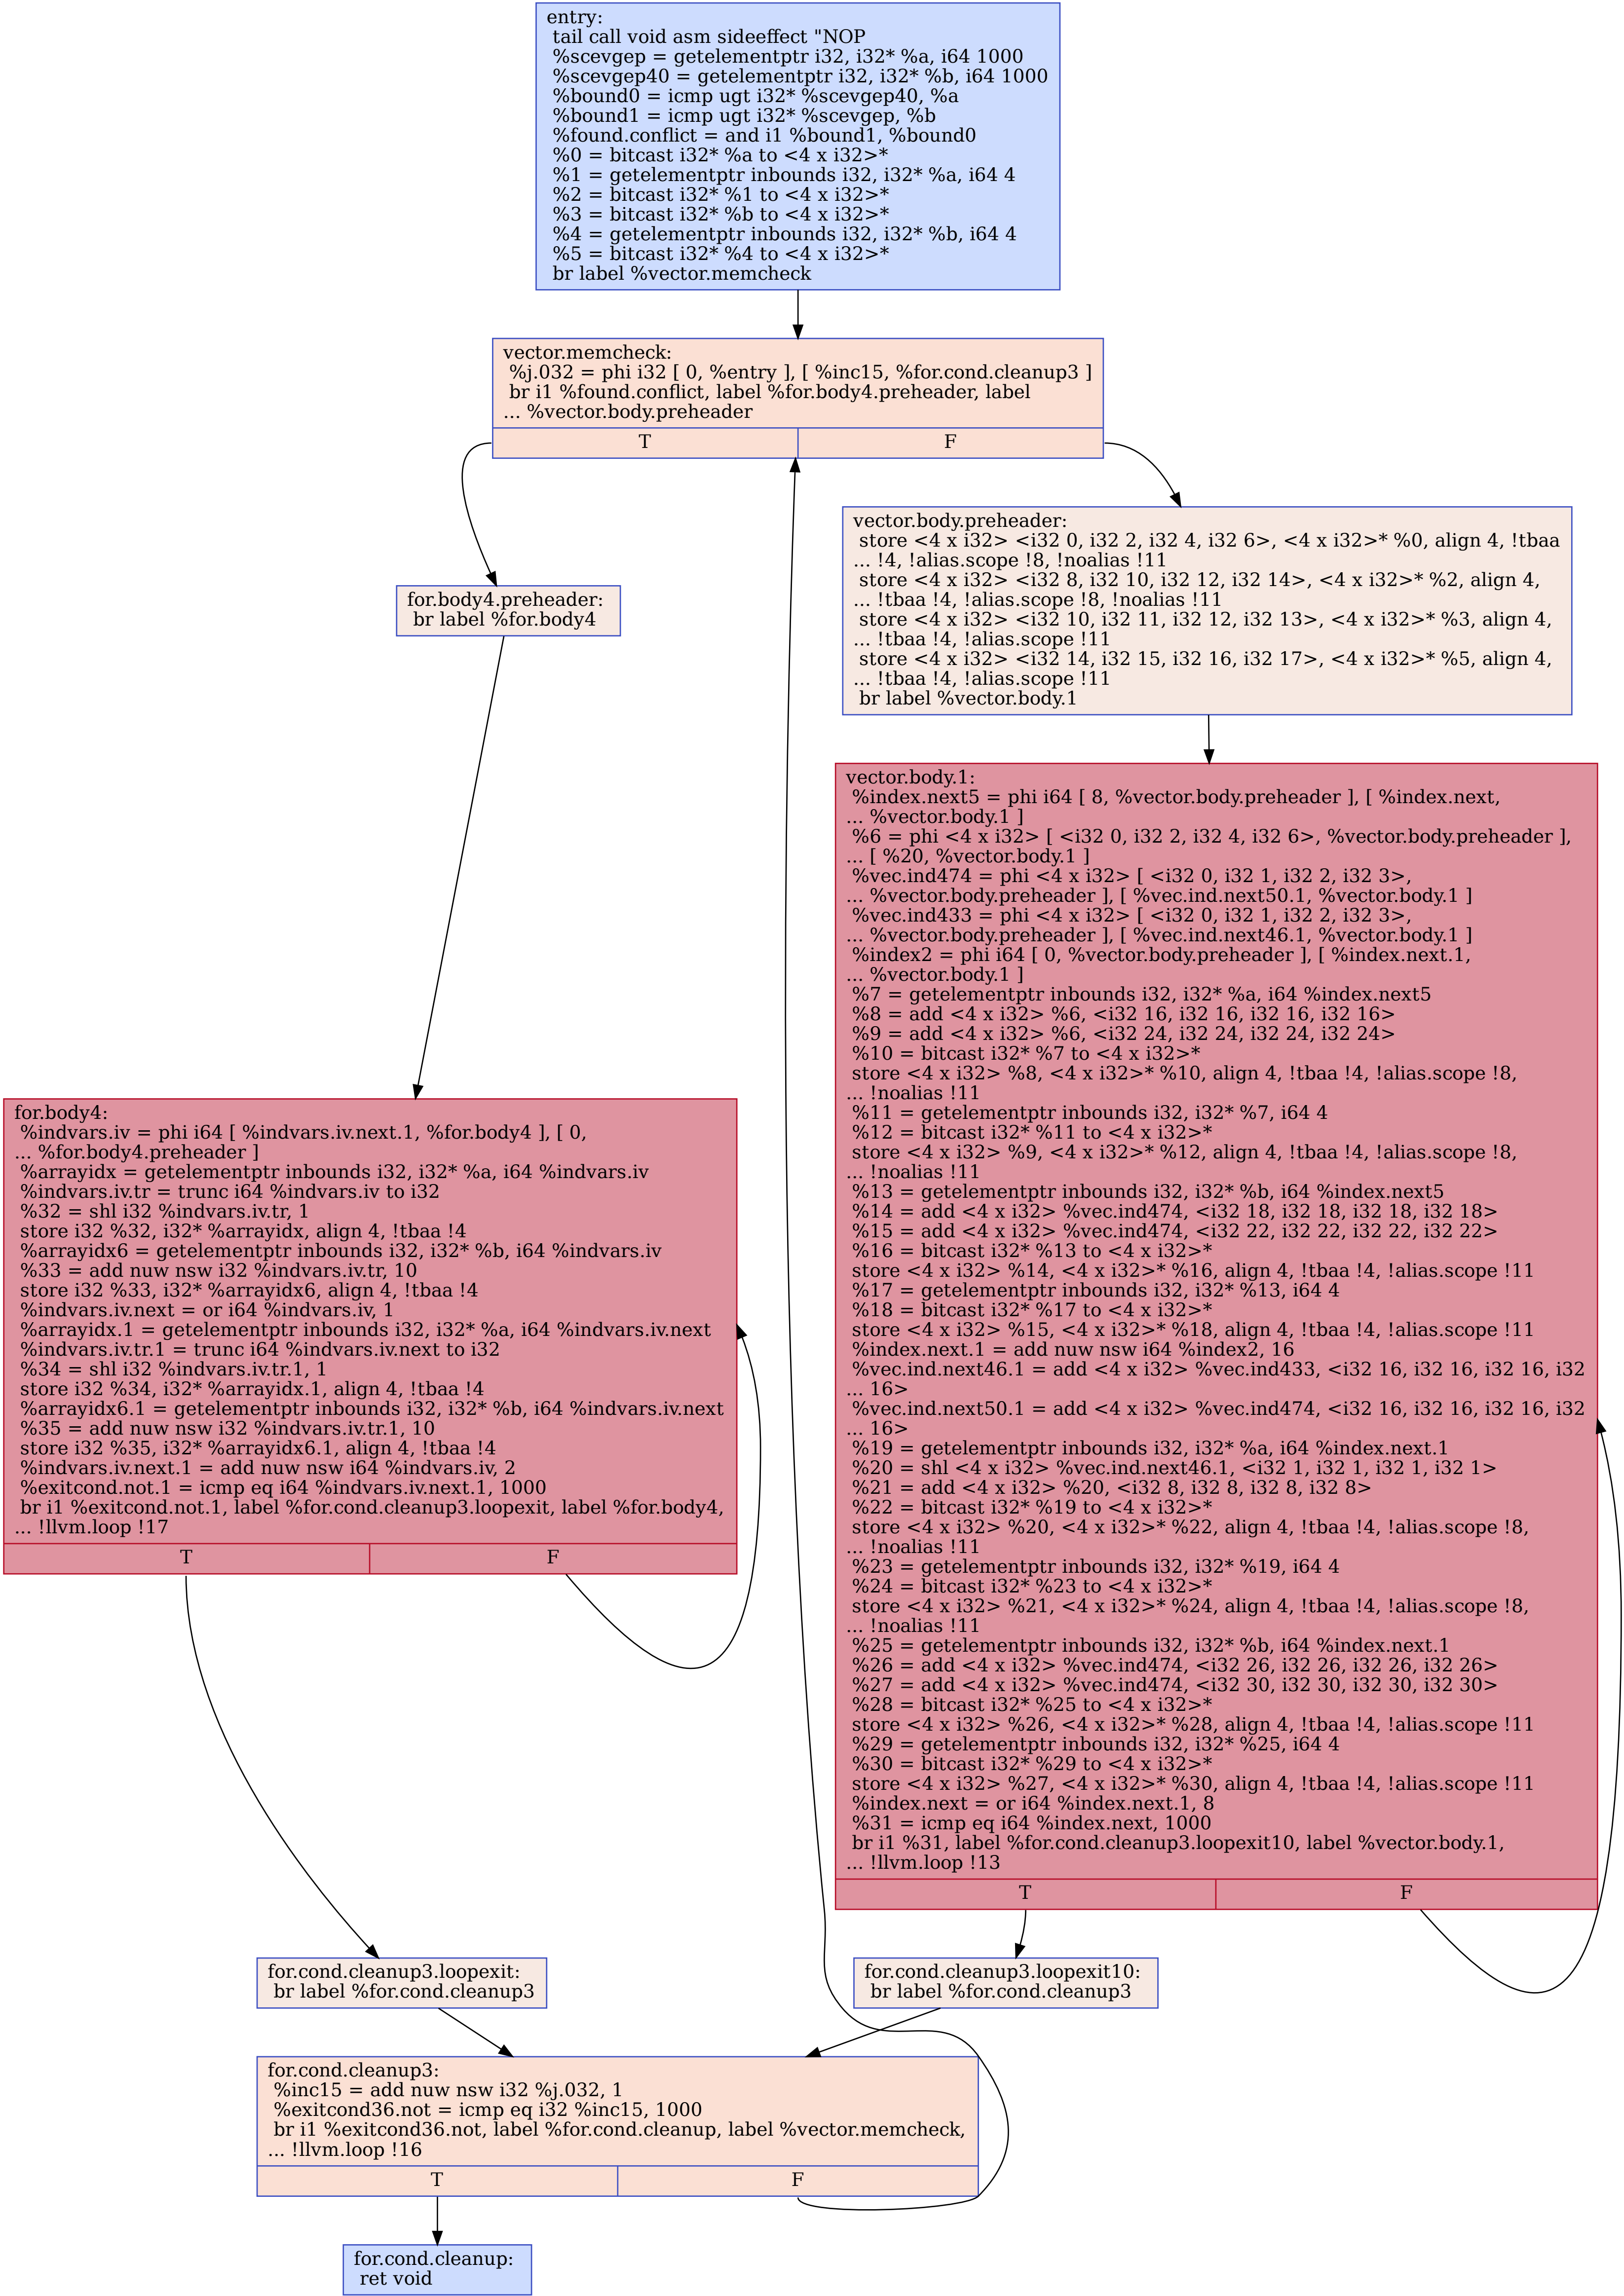 entry:
tail call void asm sideeffect "NOP
%scevgep = getelementptr i32, i32* %a, i64 1000
%scevgep40 = getelementptr i32, i32* %b, i64 1000
%bound0 = icmp ugt i32* %scevgep40, %a
%bound1 = icmp ugt i32* %scevgep, %b
%found.conflict = and i1 %bound1, %bound0
%0 = bitcast i32* %a to <4 x i32>*
%1 = getelementptr inbounds i32, i32* %a, i64 4
%2 = bitcast i32* %1 to <4 x i32>*
%3 = bitcast i32* %b to <4 x i32>*
%4 = getelementptr inbounds i32, i32* %b, i64 4
%5 = bitcast i32* %4 to <4 x i32>*
br label %vector.memcheck
vector.memcheck:
%j.032 = phi i32 [ 0, %entry ], [ %inc15, %for.cond.cleanup3 ]
br i1 %found.conflict, label %for.body4.preheader, label
... %vector.body.preheader
T
F
vector.body.preheader:
store <4 x i32> <i32 0, i32 2, i32 4, i32 6>, <4 x i32>* %0, align 4, !tbaa
... !4, !alias.scope !8, !noalias !11
store <4 x i32> <i32 8, i32 10, i32 12, i32 14>, <4 x i32>* %2, align 4,
... !tbaa !4, !alias.scope !8, !noalias !11
store <4 x i32> <i32 10, i32 11, i32 12, i32 13>, <4 x i32>* %3, align 4,
... !tbaa !4, !alias.scope !11
store <4 x i32> <i32 14, i32 15, i32 16, i32 17>, <4 x i32>* %5, align 4,
... !tbaa !4, !alias.scope !11
br label %vector.body.1
for.body4.preheader:
br label %for.body4
vector.body.1:
%index.next5 = phi i64 [ 8, %vector.body.preheader ], [ %index.next,
... %vector.body.1 ]
%6 = phi <4 x i32> [ <i32 0, i32 2, i32 4, i32 6>, %vector.body.preheader ],
... [ %20, %vector.body.1 ]
%vec.ind474 = phi <4 x i32> [ <i32 0, i32 1, i32 2, i32 3>,
... %vector.body.preheader ], [ %vec.ind.next50.1, %vector.body.1 ]
%vec.ind433 = phi <4 x i32> [ <i32 0, i32 1, i32 2, i32 3>,
... %vector.body.preheader ], [ %vec.ind.next46.1, %vector.body.1 ]
%index2 = phi i64 [ 0, %vector.body.preheader ], [ %index.next.1,
... %vector.body.1 ]
%7 = getelementptr inbounds i32, i32* %a, i64 %index.next5
%8 = add <4 x i32> %6, <i32 16, i32 16, i32 16, i32 16>
%9 = add <4 x i32> %6, <i32 24, i32 24, i32 24, i32 24>
%10 = bitcast i32* %7 to <4 x i32>*
store <4 x i32> %8, <4 x i32>* %10, align 4, !tbaa !4, !alias.scope !8,
... !noalias !11
%11 = getelementptr inbounds i32, i32* %7, i64 4
%12 = bitcast i32* %11 to <4 x i32>*
store <4 x i32> %9, <4 x i32>* %12, align 4, !tbaa !4, !alias.scope !8,
... !noalias !11
%13 = getelementptr inbounds i32, i32* %b, i64 %index.next5
%14 = add <4 x i32> %vec.ind474, <i32 18, i32 18, i32 18, i32 18>
%15 = add <4 x i32> %vec.ind474, <i32 22, i32 22, i32 22, i32 22>
%16 = bitcast i32* %13 to <4 x i32>*
store <4 x i32> %14, <4 x i32>* %16, align 4, !tbaa !4, !alias.scope !11
%17 = getelementptr inbounds i32, i32* %13, i64 4
%18 = bitcast i32* %17 to <4 x i32>*
store <4 x i32> %15, <4 x i32>* %18, align 4, !tbaa !4, !alias.scope !11
%index.next.1 = add nuw nsw i64 %index2, 16
%vec.ind.next46.1 = add <4 x i32> %vec.ind433, <i32 16, i32 16, i32 16, i32
... 16>
%vec.ind.next50.1 = add <4 x i32> %vec.ind474, <i32 16, i32 16, i32 16, i32
... 16>
%19 = getelementptr inbounds i32, i32* %a, i64 %index.next.1
%20 = shl <4 x i32> %vec.ind.next46.1, <i32 1, i32 1, i32 1, i32 1>
%21 = add <4 x i32> %20, <i32 8, i32 8, i32 8, i32 8>
%22 = bitcast i32* %19 to <4 x i32>*
store <4 x i32> %20, <4 x i32>* %22, align 4, !tbaa !4, !alias.scope !8,
... !noalias !11
%23 = getelementptr inbounds i32, i32* %19, i64 4
%24 = bitcast i32* %23 to <4 x i32>*
store <4 x i32> %21, <4 x i32>* %24, align 4, !tbaa !4, !alias.scope !8,
... !noalias !11
%25 = getelementptr inbounds i32, i32* %b, i64 %index.next.1
%26 = add <4 x i32> %vec.ind474, <i32 26, i32 26, i32 26, i32 26>
%27 = add <4 x i32> %vec.ind474, <i32 30, i32 30, i32 30, i32 30>
%28 = bitcast i32* %25 to <4 x i32>*
store <4 x i32> %26, <4 x i32>* %28, align 4, !tbaa !4, !alias.scope !11
%29 = getelementptr inbounds i32, i32* %25, i64 4
%30 = bitcast i32* %29 to <4 x i32>*
store <4 x i32> %27, <4 x i32>* %30, align 4, !tbaa !4, !alias.scope !11
%index.next = or i64 %index.next.1, 8
%31 = icmp eq i64 %index.next, 1000
br i1 %31, label %for.cond.cleanup3.loopexit10, label %vector.body.1,
... !llvm.loop !13
T
F
for.body4:
%indvars.iv = phi i64 [ %indvars.iv.next.1, %for.body4 ], [ 0,
... %for.body4.preheader ]
%arrayidx = getelementptr inbounds i32, i32* %a, i64 %indvars.iv
%indvars.iv.tr = trunc i64 %indvars.iv to i32
%32 = shl i32 %indvars.iv.tr, 1
store i32 %32, i32* %arrayidx, align 4, !tbaa !4
%arrayidx6 = getelementptr inbounds i32, i32* %b, i64 %indvars.iv
%33 = add nuw nsw i32 %indvars.iv.tr, 10
store i32 %33, i32* %arrayidx6, align 4, !tbaa !4
%indvars.iv.next = or i64 %indvars.iv, 1
%arrayidx.1 = getelementptr inbounds i32, i32* %a, i64 %indvars.iv.next
%indvars.iv.tr.1 = trunc i64 %indvars.iv.next to i32
%34 = shl i32 %indvars.iv.tr.1, 1
store i32 %34, i32* %arrayidx.1, align 4, !tbaa !4
%arrayidx6.1 = getelementptr inbounds i32, i32* %b, i64 %indvars.iv.next
%35 = add nuw nsw i32 %indvars.iv.tr.1, 10
store i32 %35, i32* %arrayidx6.1, align 4, !tbaa !4
%indvars.iv.next.1 = add nuw nsw i64 %indvars.iv, 2
%exitcond.not.1 = icmp eq i64 %indvars.iv.next.1, 1000
br i1 %exitcond.not.1, label %for.cond.cleanup3.loopexit, label %for.body4,
... !llvm.loop !17
T
F
for.cond.cleanup3.loopexit:
br label %for.cond.cleanup3
for.cond.cleanup3.loopexit10:
br label %for.cond.cleanup3
for.cond.cleanup3:
%inc15 = add nuw nsw i32 %j.032, 1
%exitcond36.not = icmp eq i32 %inc15, 1000
br i1 %exitcond36.not, label %for.cond.cleanup, label %vector.memcheck,
... !llvm.loop !16
T
F
for.cond.cleanup:
ret void